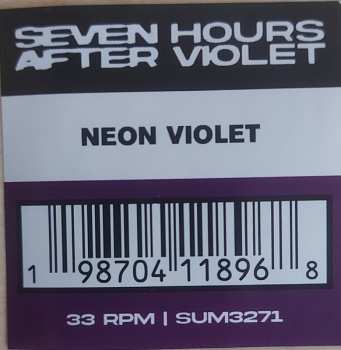 SEVEN HOURS
AFTER VIOLET
NEON VIOLET
1 98704 11896 8
33 RPM | SUM3271